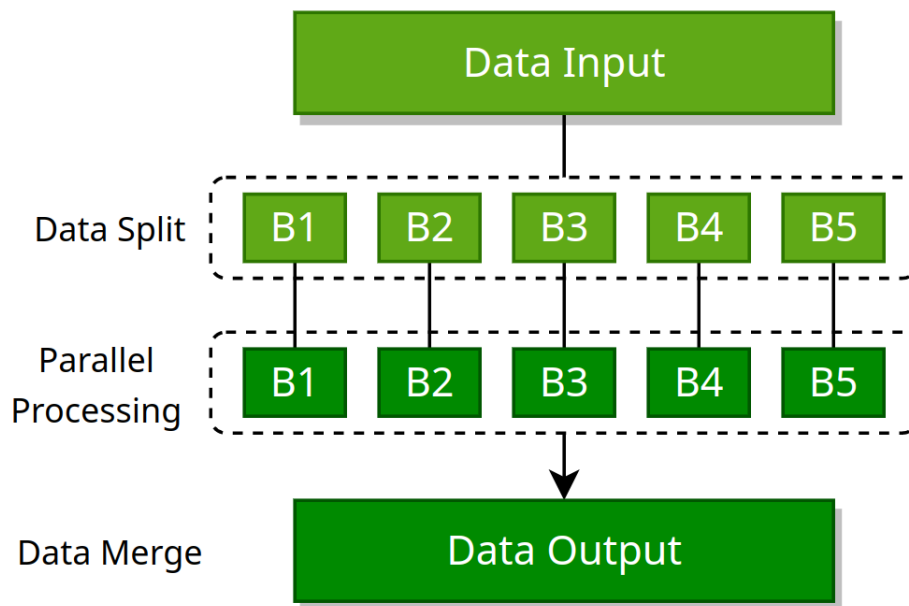 Data Input
Data Split
B1 B2 B3 B4 B5
Parallel
Processing
B1 B2 B3 B4 B5
Data Merge
Data Output